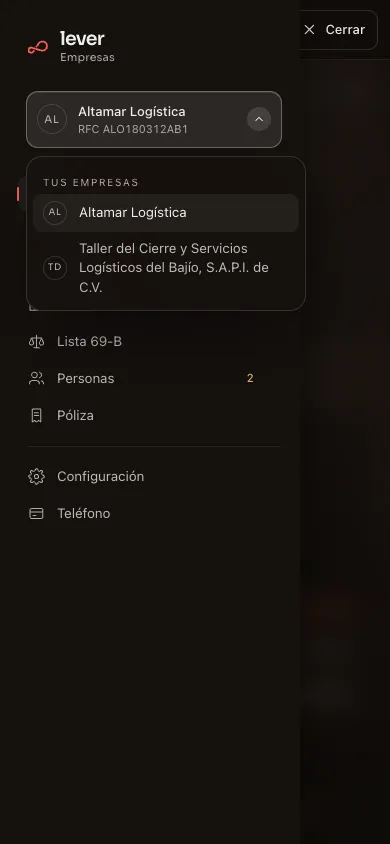 lever
Empresas
Cerrar
AL
Altamar Logística
RFC ALO180312AB1
TUS EMPRESAS
AL
Altamar Logística
TD
Taller del Cierre y Servicios
Logísticos del Bajío, S.A.P.I. de
C.V.
Lista 69-B
Personas
2
Póliza
Configuración
Teléfono